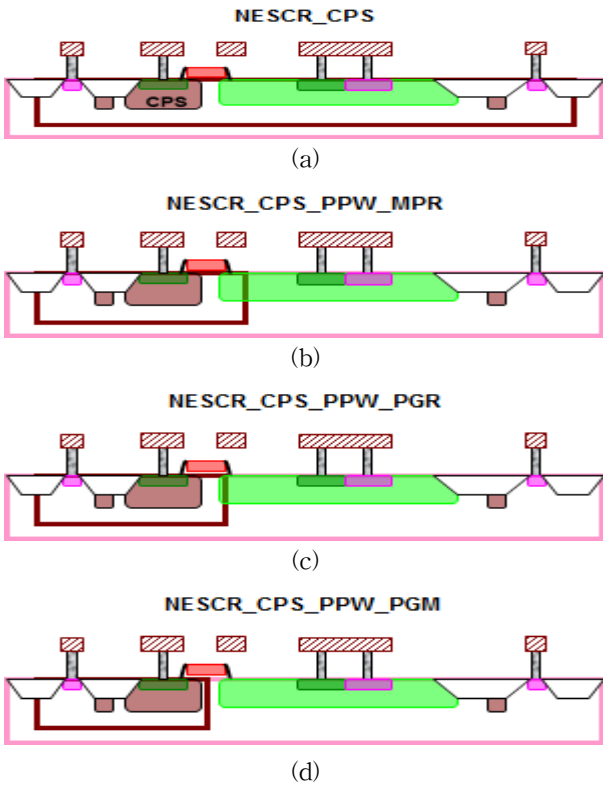 NESCR_CPS
CPS
(a)
NESCR_CPS_PPW_MPR
(b)
NESCR_CPS_PPW_PGR
(c)
NESCR_CPS_PPW_PGM
(d)